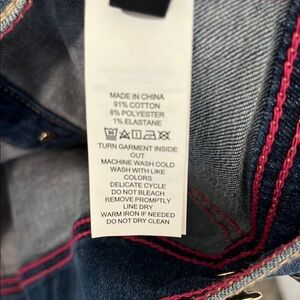 MADE IN CHINA
91% COTTON
8% POLYESTER
1% ELASTANE
TURN GARMENT INSIDE
OUT
MACHINE WASH COLD
WASH WITH LIKE
COLORS
DELICATE CYCLE
DO NOT BLEACH
REMOVE PROMPTLY
LINE DRY
WARM IRON IF NEEDED
DO NOT DRY CLEAN